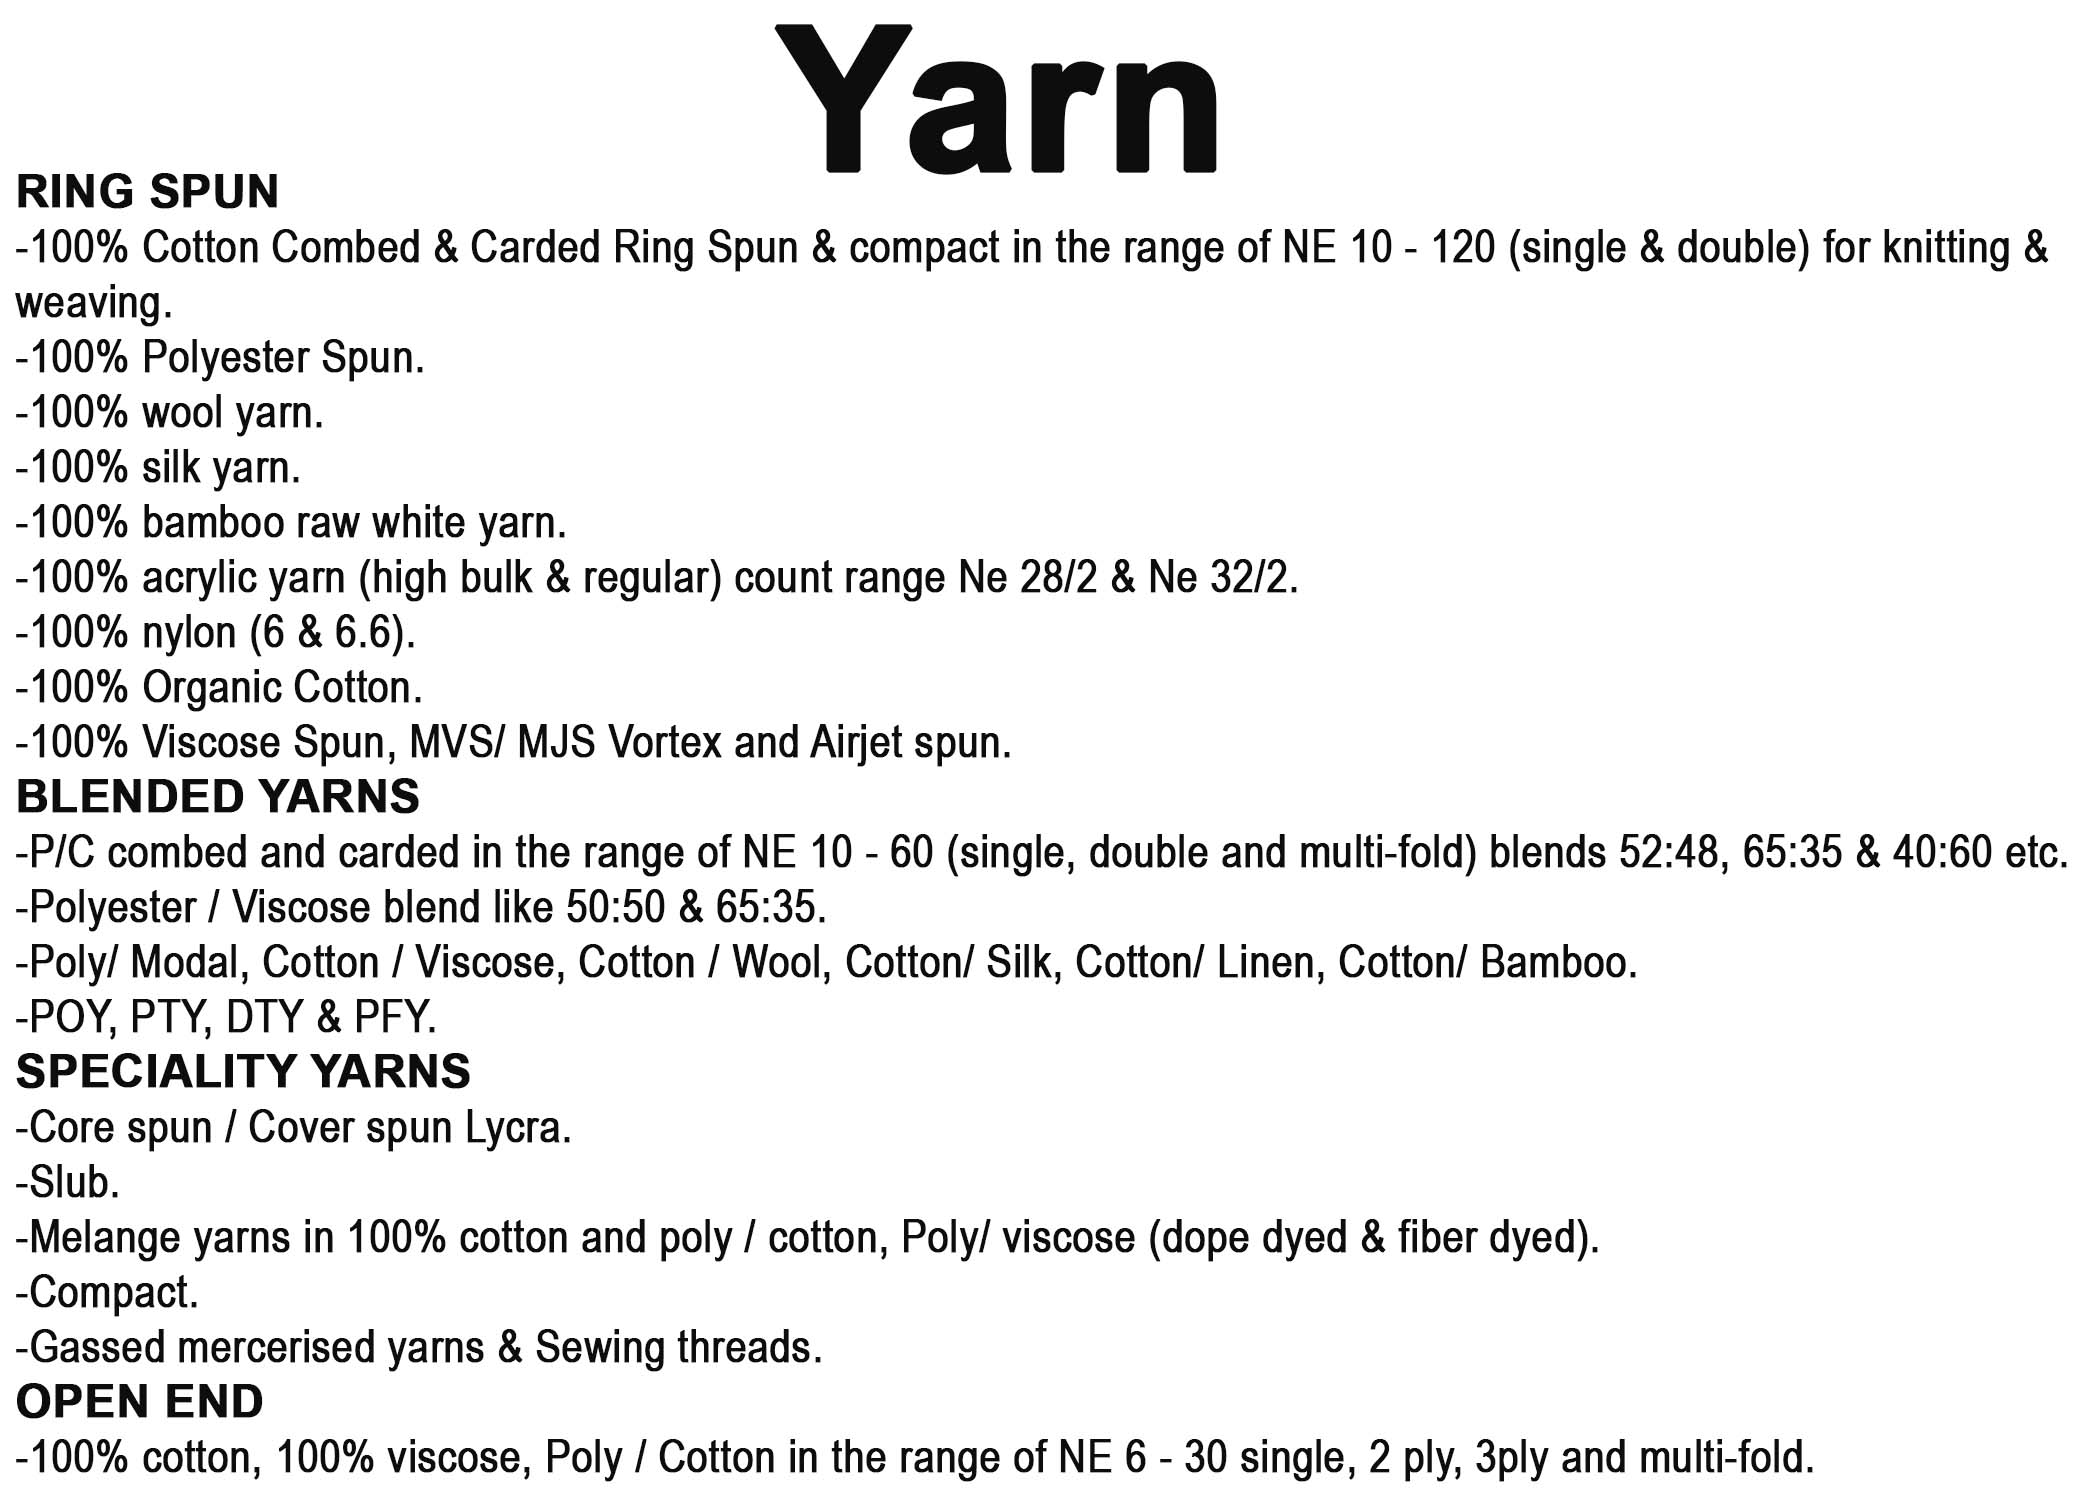 Yarn
RING SPUN
-100% Cotton Combed & Carded Ring Spun & compact in the range of NE 10 - 120 (single & double) for knitting &
weaving.
-100% Polyester Spun.
-100% wool yarn.
-100% silk yarn.
-100% bamboo raw white yarn.
-100% acrylic yarn (high bulk & regular) count range Ne 28/2 & Ne 32/2.
-100% nylon (6 & 6.6).
-100% Organic Cotton.
-100% Viscose Spun, MVS/ MJS Vortex and Airjet spun.
BLENDED YARNS
-P/C combed and carded in the range of NE 10 - 60 (single, double and multi-fold) blends 52:48, 65:35 & 40:60 etc.
-Polyester / Viscose blend like 50:50 & 65:35.
-Poly/ Modal, Cotton / Viscose, Cotton / Wool, Cotton/ Silk, Cotton/ Linen, Cotton/ Bamboo.
-POY, PTY, DTY & PFY.
SPECIALITY YARNS
-Core spun / Cover spun Lycra.
-Slub.
-Melange yarns in 100% cotton and poly / cotton, Poly/ viscose (dope dyed & fiber dyed).
-Compact.
-Gassed mercerised yarns & Sewing threads.
OPEN END
-100% cotton, 100% viscose, Poly / Cotton in the range of NE 6 - 30 single, 2 ply, 3ply and multi-fold.